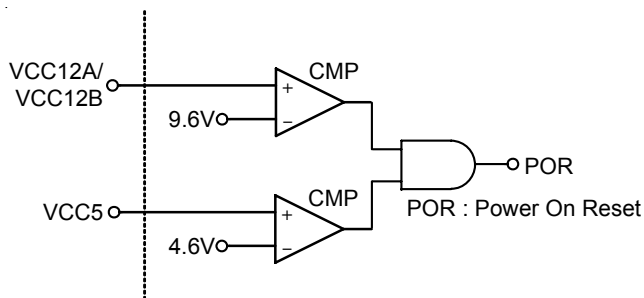 VCC12A/
VCC12B
CMP
+
−
9.6V
POR
POR : Power On Reset
VCC5
CMP
+
−
4.6V